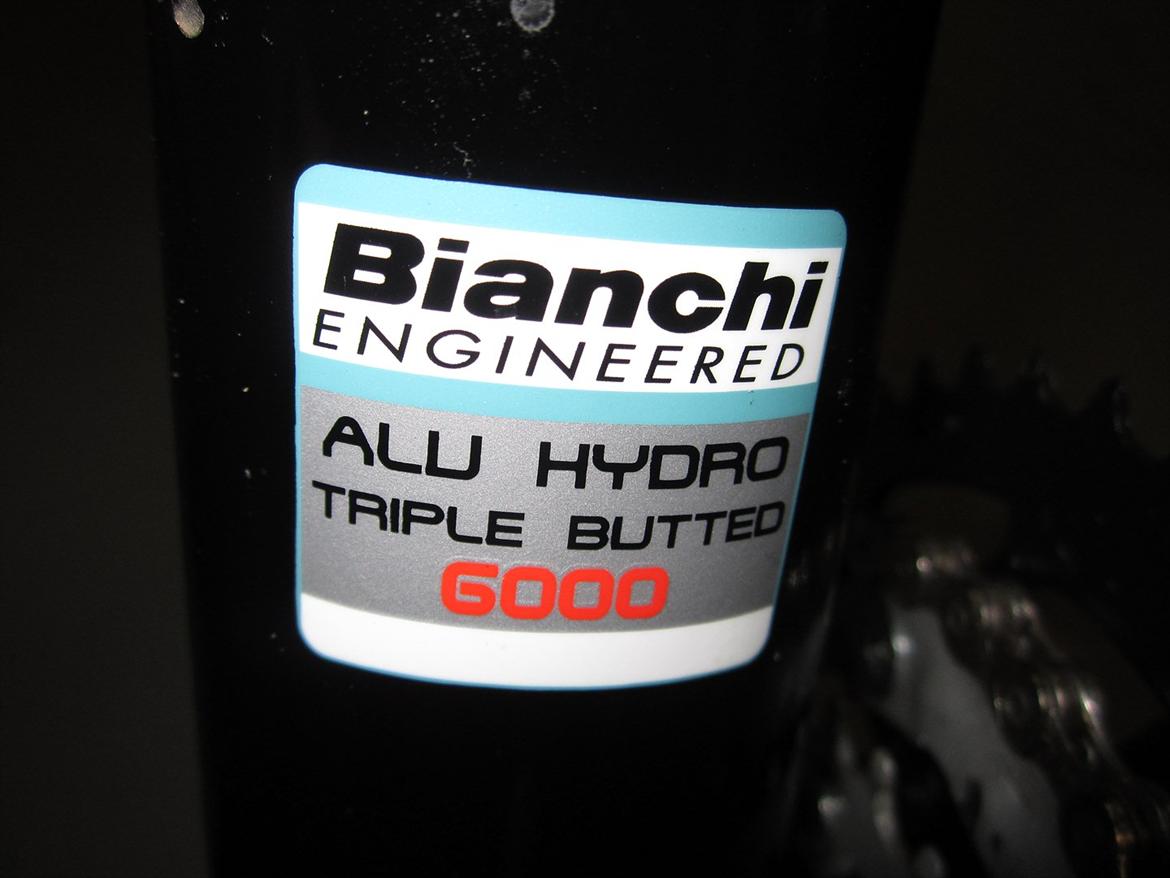 Bianchi
ENGINEERED
ALU HYDRO
TRIPLE BUTTED
6000